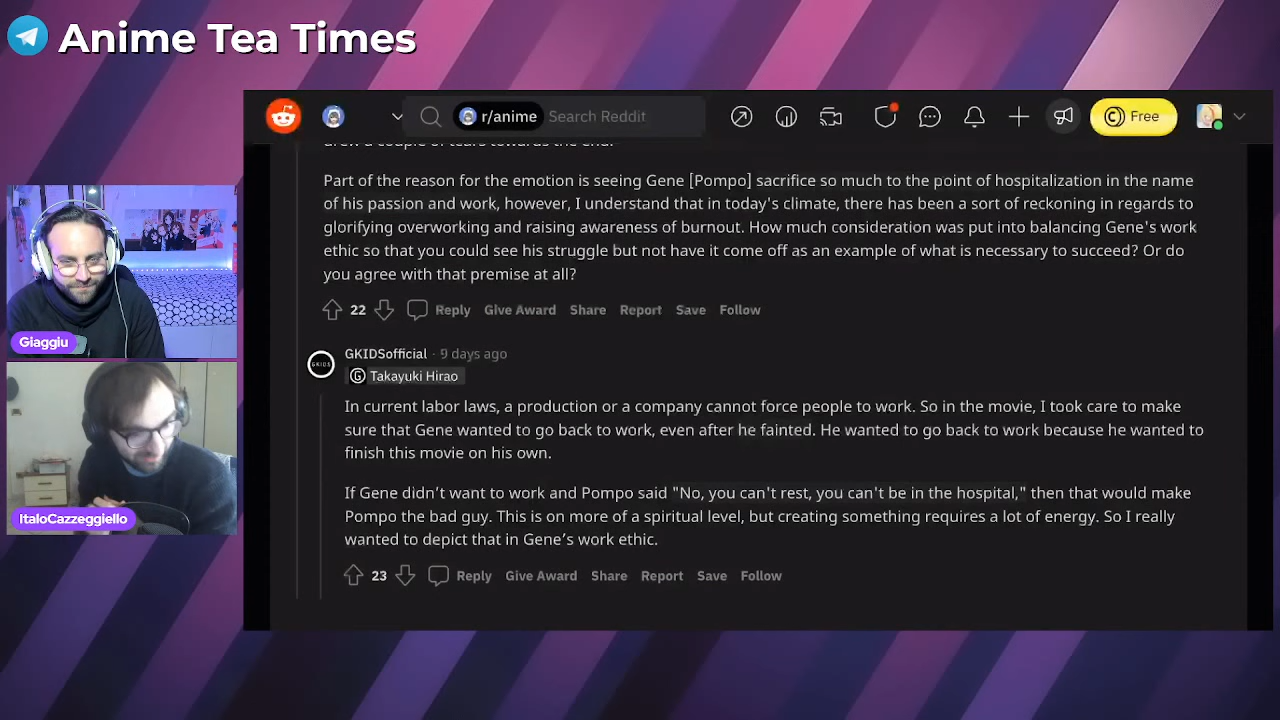 Anime Tea Times
r/anime Search Reddit
Free
Part of the reason for the emotion is seeing Gene [Pompo] sacrifice so much to the point of hospitalization in the name
of his passion and work, however, I understand that in today's climate, there has been a sort of reckoning in regards to
glorifying overworking and raising awareness of burnout. How much consideration was put into balancing Gene's work
ethic so that you could see his struggle but not have it come off as an example of what is necessary to succeed? Or do
you agree with that premise at all?
22 Reply Give Award Share Report Save Follow
GKIDSofficial · 9 days ago
GKIDS
G Takayuki Hirao
In current labor laws, a production or a company cannot force people to work. So in the movie, I took care to make
sure that Gene wanted to go back to work, even after he fainted. He wanted to go back to work because he wanted to
finish this movie on his own.
If Gene didn’t want to work and Pompo said "No, you can't rest, you can't be in the hospital," then that would make
Pompo the bad guy. This is on more of a spiritual level, but creating something requires a lot of energy. So I really
wanted to depict that in Gene’s work ethic.
23 Reply Give Award Share Report Save Follow
Giaggiu
ItaloCazzeggiello